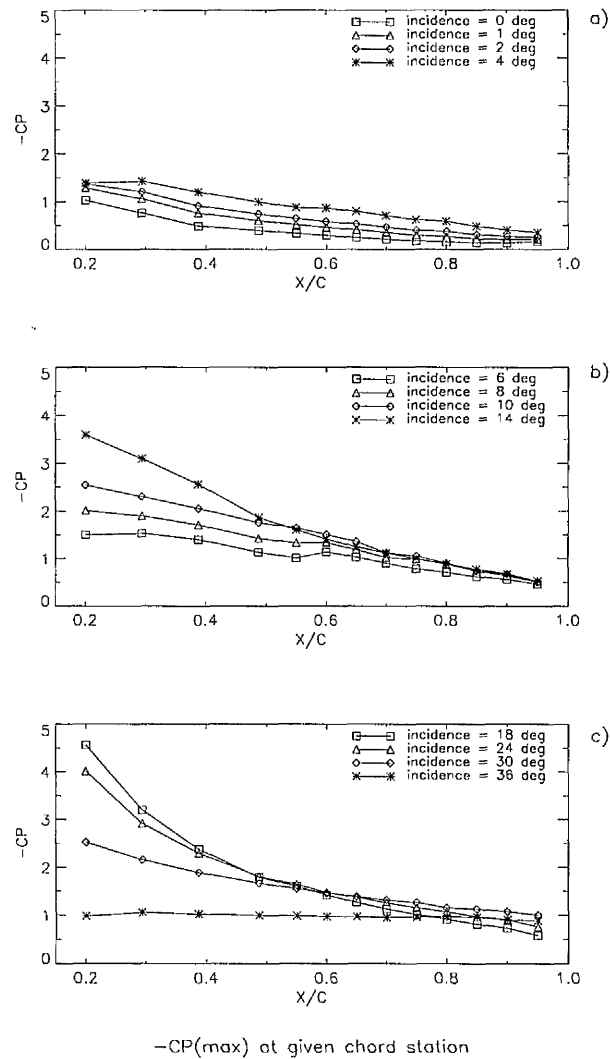 a)
5
4
3
2
1
0
-CP
incidence = 0 deg
incidence = 1 deg
incidence = 2 deg
incidence = 4 deg
0.2 0.4 0.6 0.8 1.0
X/C
b)
5
4
3
2
1
0
-CP
incidence = 6 deg
incidence = 8 deg
incidence = 10 deg
incidence = 14 deg
0.2 0.4 0.6 0.8 1.0
X/C
c)
5
4
3
2
1
0
-CP
incidence = 18 deg
incidence = 24 deg
incidence = 30 deg
incidence = 36 deg
0.2 0.4 0.6 0.8 1.0
X/C
-CP(max) at given chord station